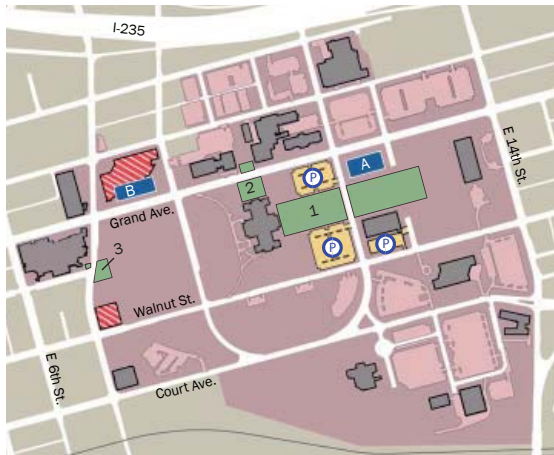 I-235
E 14th St.
A
P
B
2
Grand Ave.
1
3
P
P
Walnut St.
E 6th St.
Court Ave.